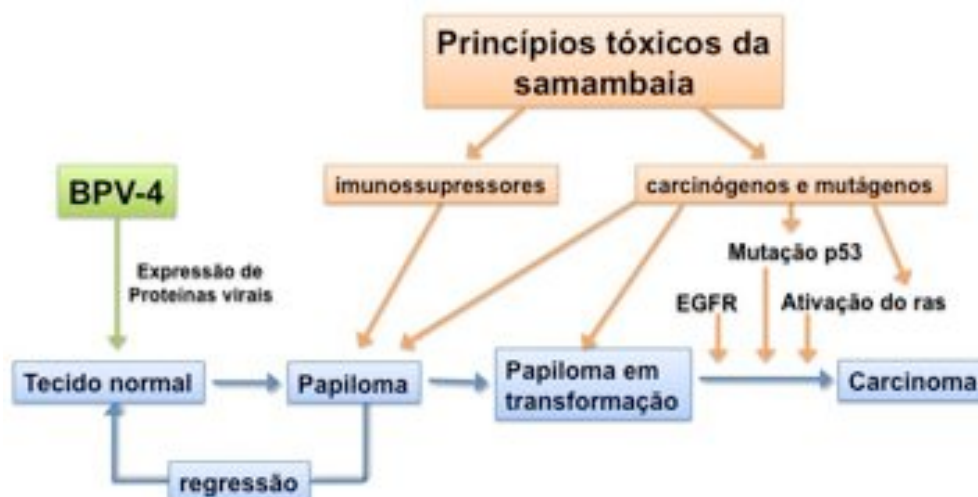 Princípios tóxicos da
samambaia
BPV-4
imunossupressores
carcinógenos e mutágenos
Expressão de
Proteínas virais
Mutação p53
EGFR
Ativação do ras
Tecido normal
Papiloma
Papiloma em
transformação
Carcinoma
regressão